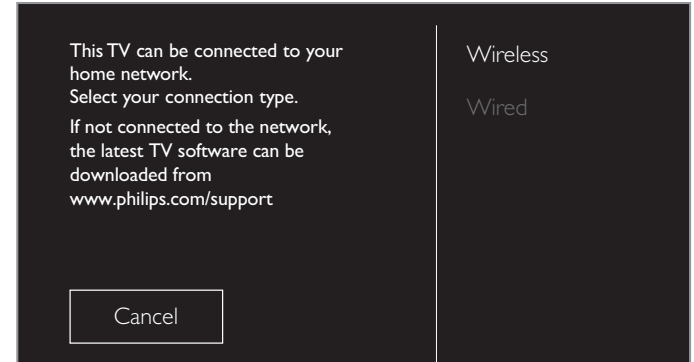 This TV can be connected to your
home network.
Select your connection type.
If not connected to the network,
the latest TV software can be
downloaded from
www.philips.com/support
Cancel
Wireless
Wired